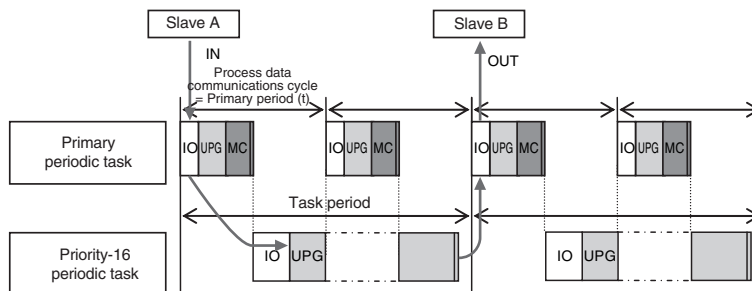 Slave A
Slave B
IN
OUT
Process data
communications cycle
= Primary period (t)
Primary
periodic task
IO UPG MC
IO UPG MC
IO UPG MC
IO UPG MC
Task period
Priority-16
periodic task
IO UPG
IO UPG